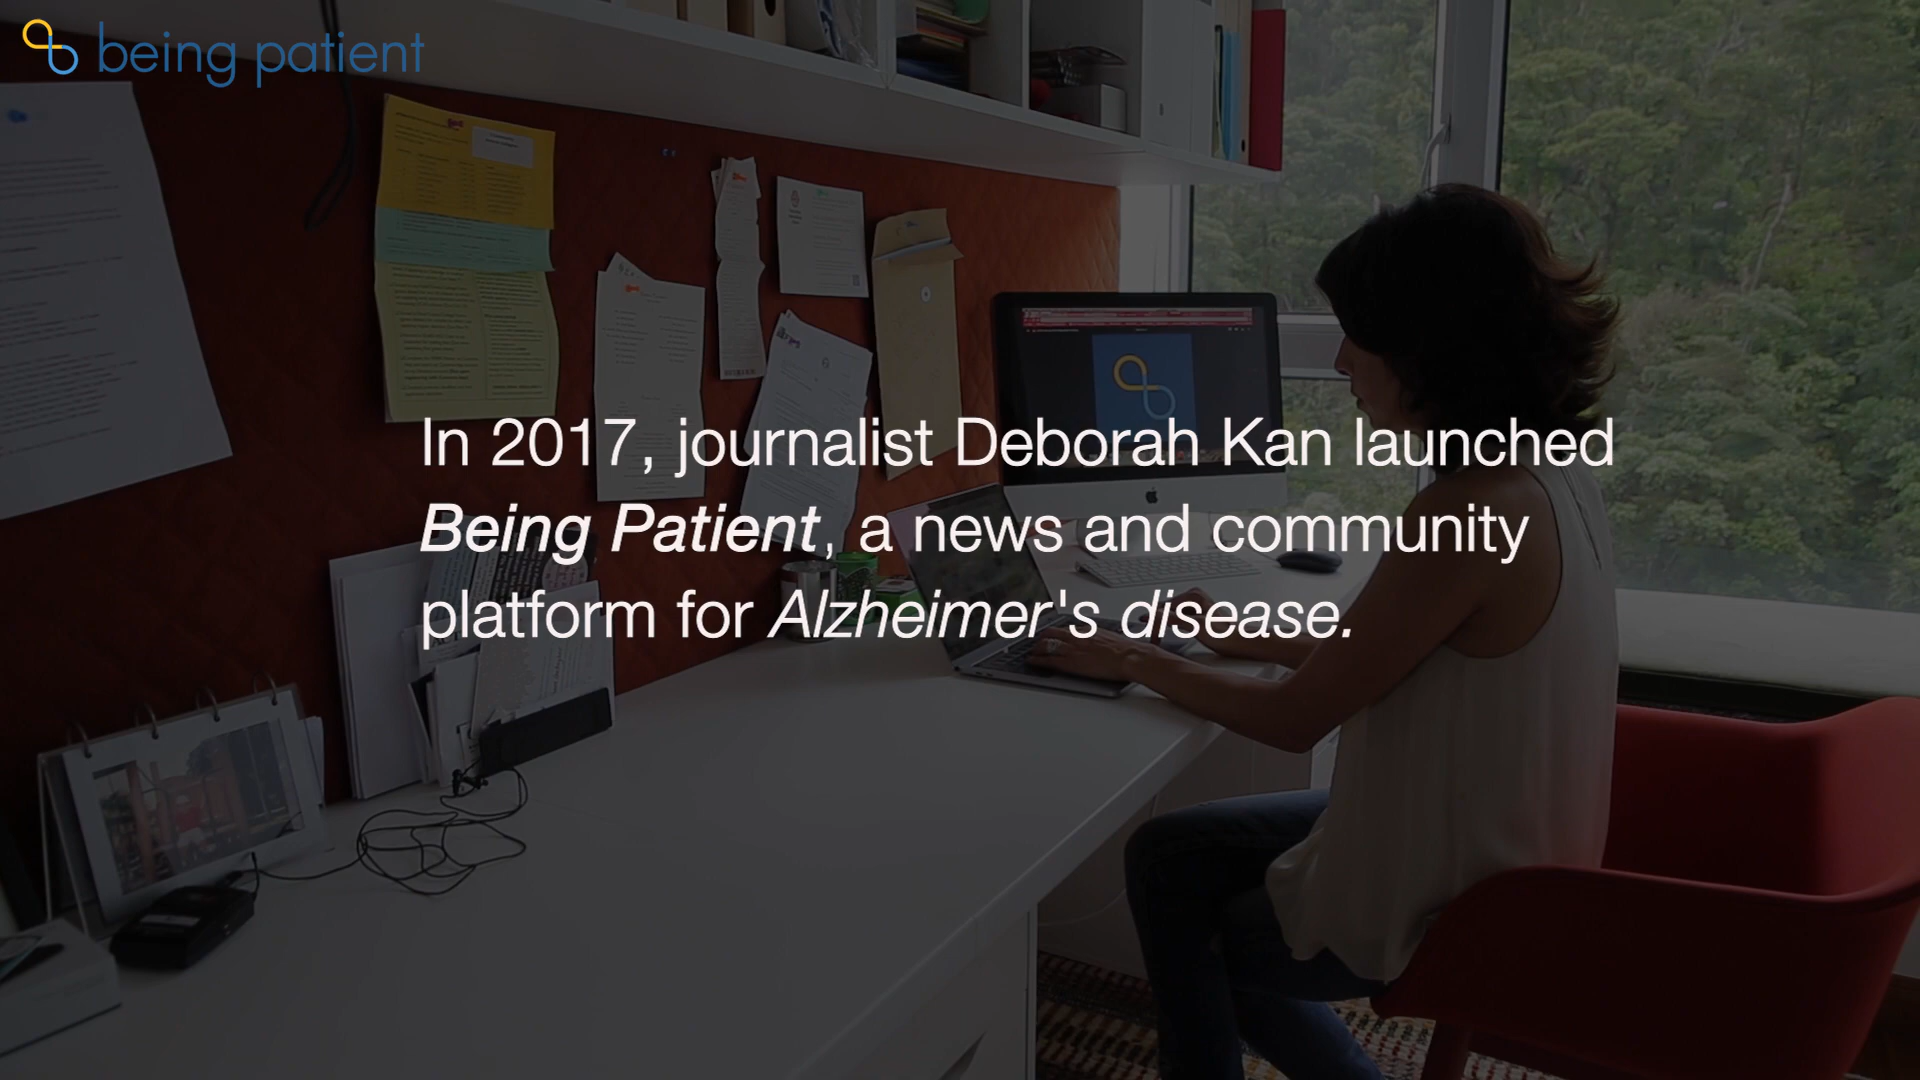 being patient
In 2017, journalist Deborah Kan launched
Being Patient, a news and community
platform for Alzheimer's disease.